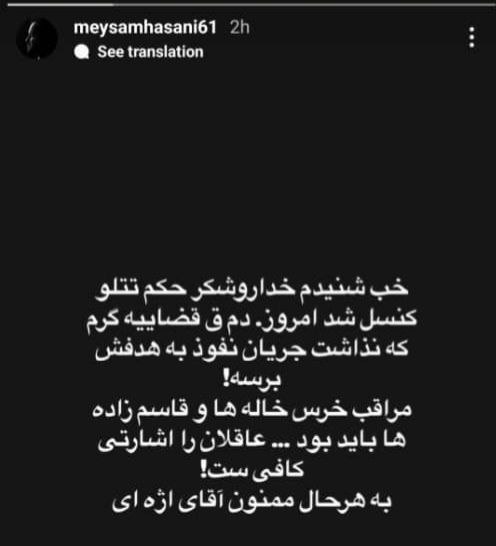 meysamhasani61 2h
See translation
خب شنیدم خداروشکر حکم تتلو
کنسل شد امروز. دم ق قضاییه گرم
که نذاشت جریان نفوذ به هدفش
برسه!
مراقب خرس خاله ها و قاسم زاده
ها باید بود ... عاقلان را اشارتی
کافی ست!
به هرحال ممنون آقای اژه ای